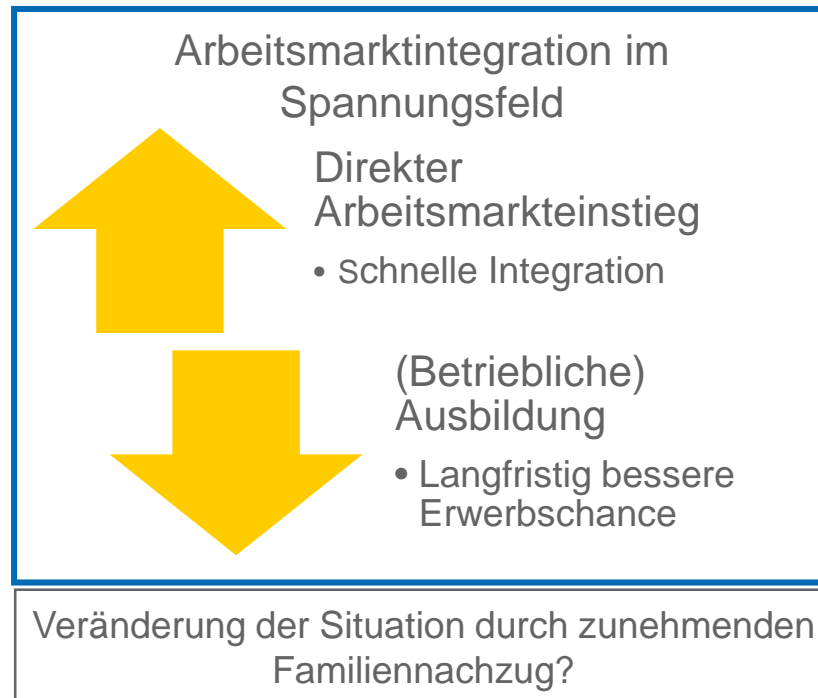 Arbeitsmarktintegration im
Spannungsfeld
Direkter
Arbeitsmarkteinstieg
• Schnelle Integration
(Betriebliche)
Ausbildung
• Langfristig bessere
Erwerbschance
Veränderung der Situation durch zunehmenden
Familiennachzug?